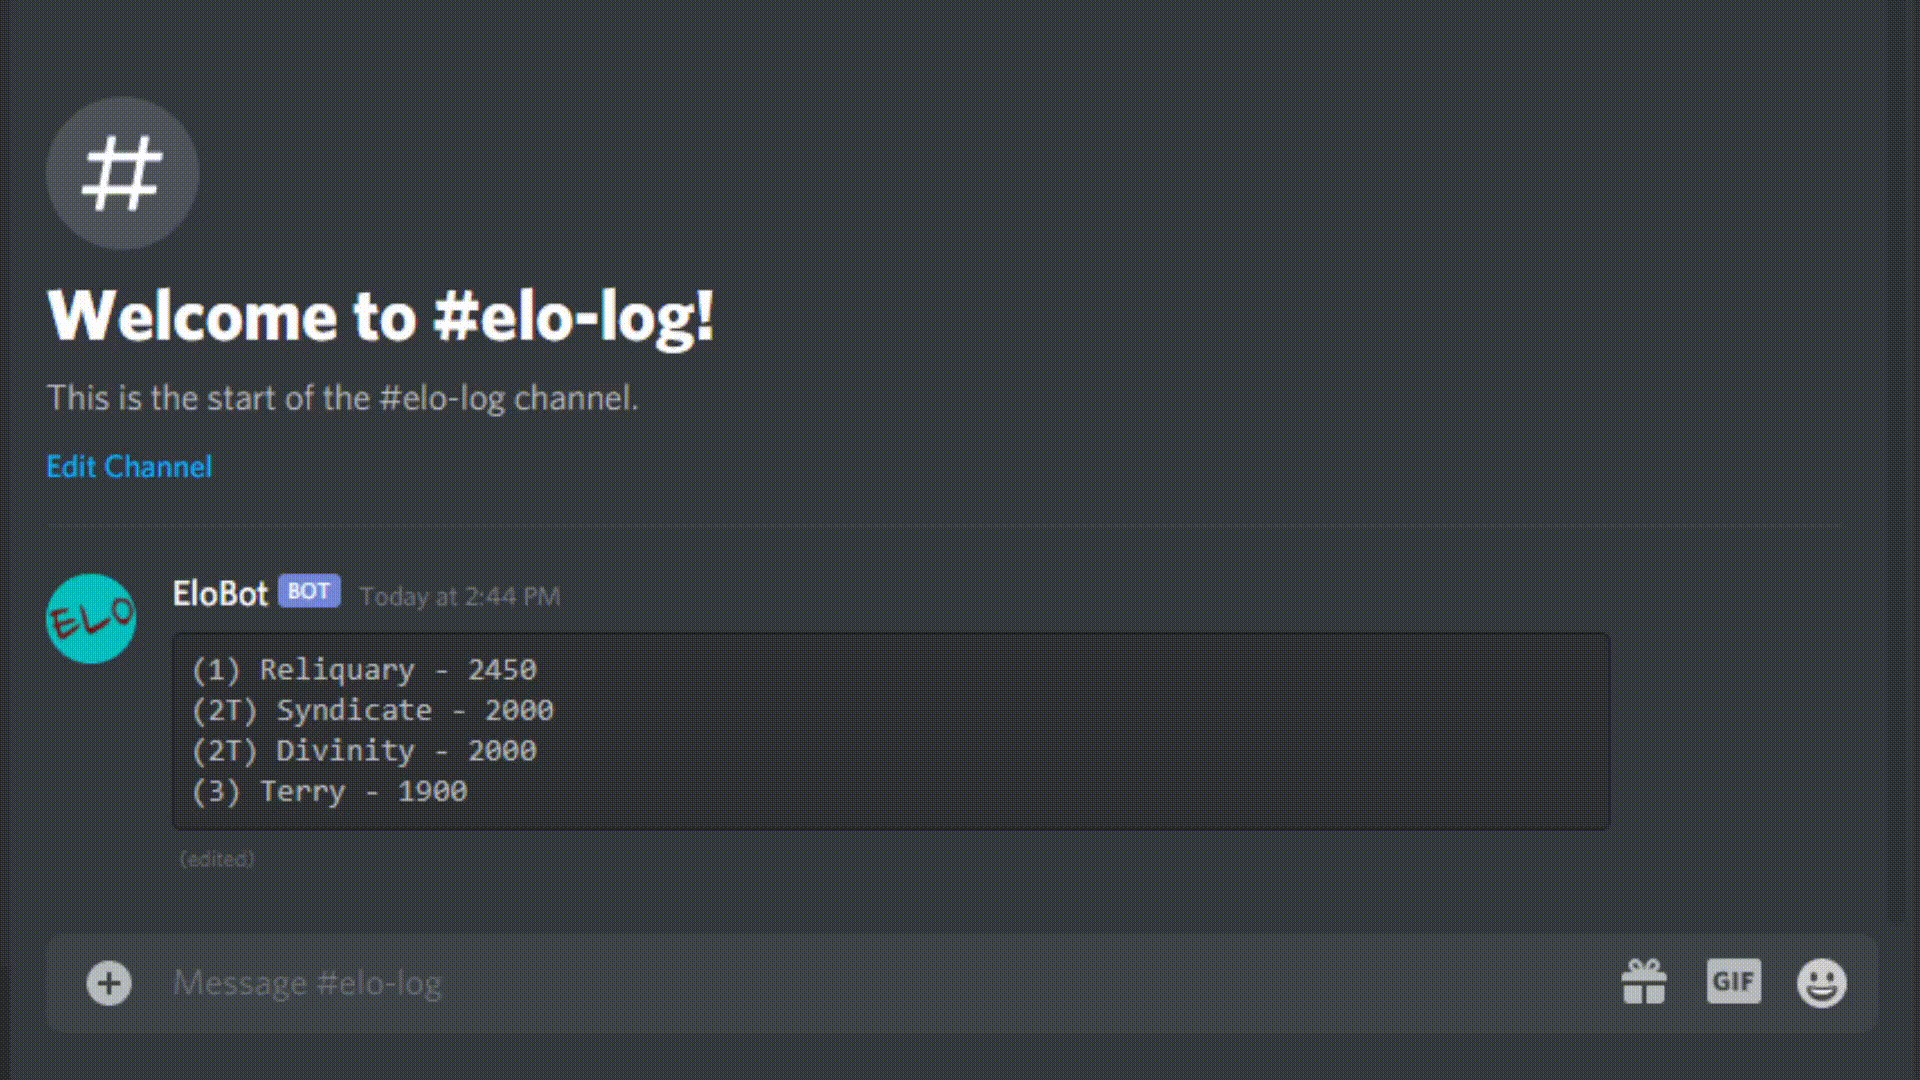 #
Welcome to #elo-log!
This is the start of the #elo-log channel.
Edit Channel
ELO
EloBot BOT Today at 2:44 PM
(1) Reliquary - 2450
(2T) Syndicate - 2000
(2T) Divinity - 2000
(3) Terry - 1900
(edited)
Message #elo-log GIF